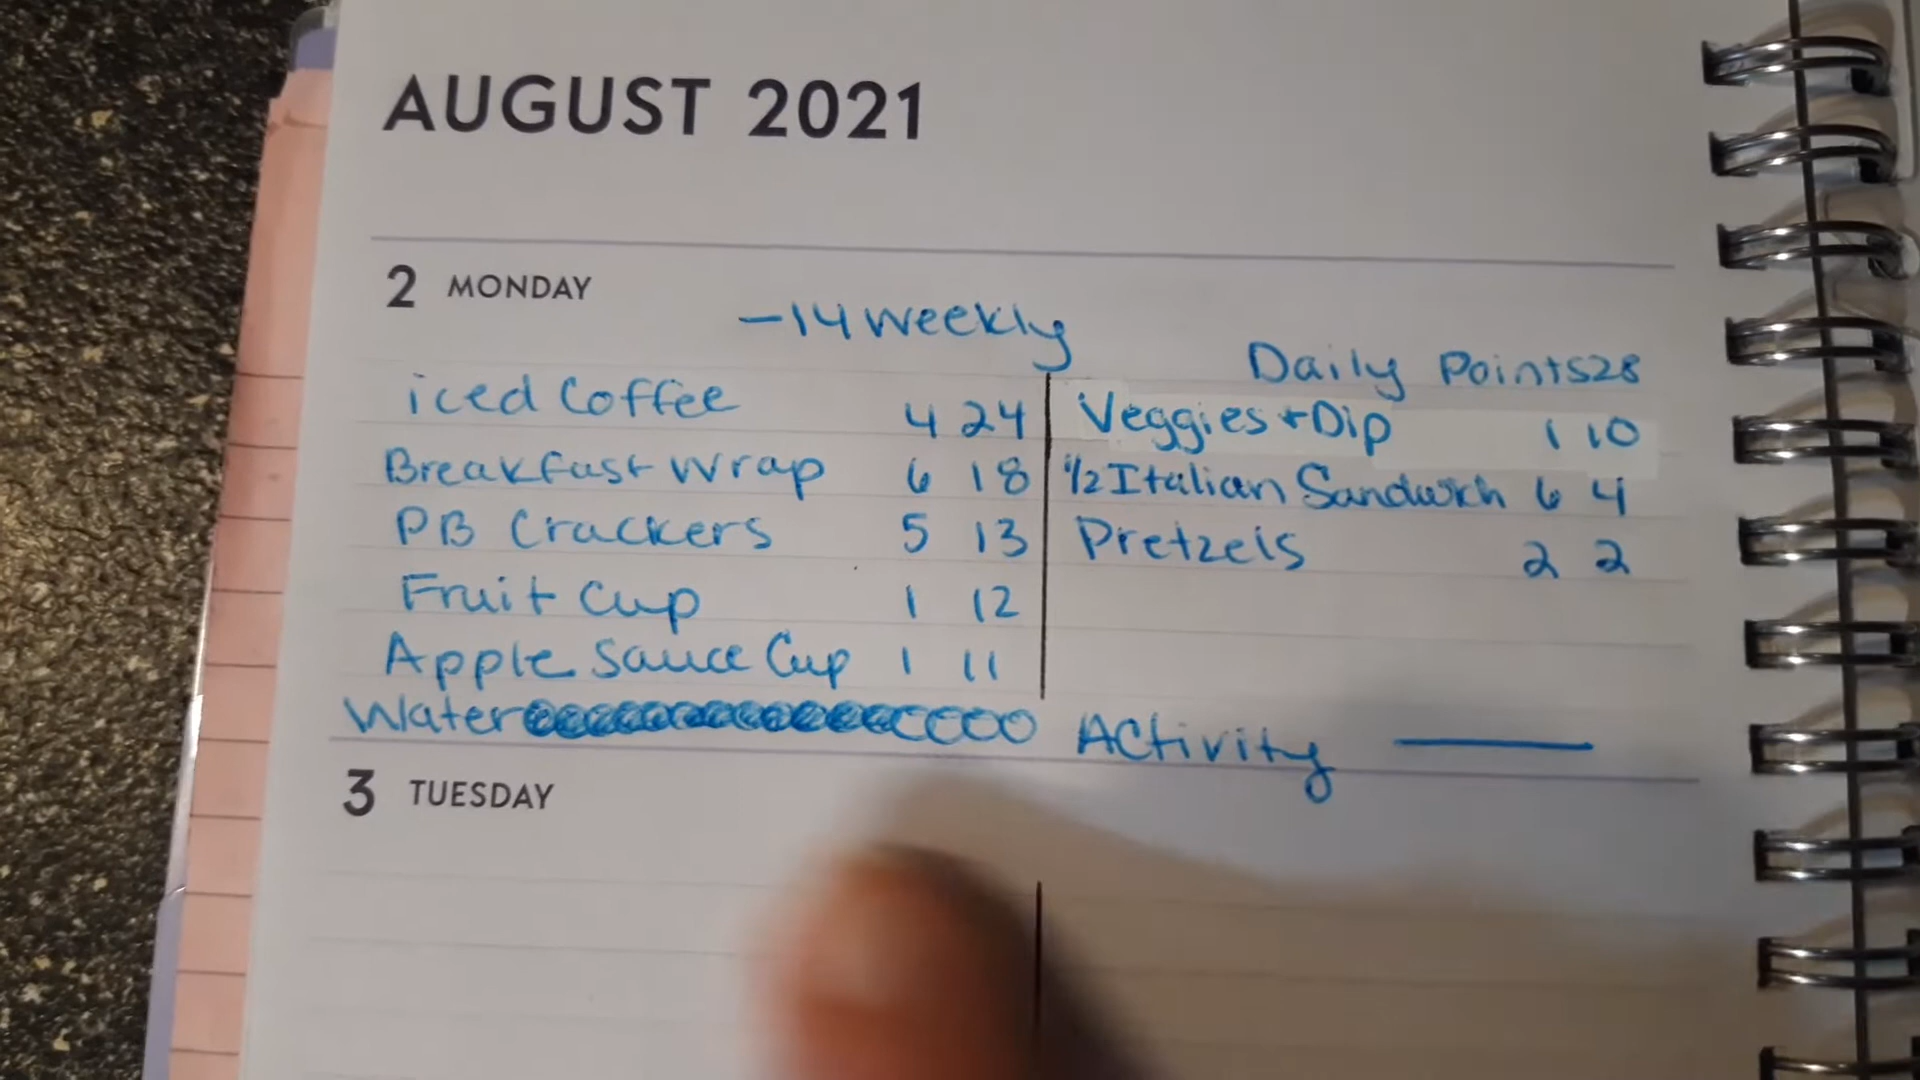 AUGUST 2021
2 MONDAY
-14 weekly
Daily Points 28
iced Coffee 4 24
Breakfast Wrap 6 18
PB Crackers 5 13
Fruit Cup 1 12
Apple Sauce Cup 1 11
Veggies + Dip 1 10
1/2 Italian Sandwich 6 4
Pretzels 2 2
Water
Activity
3 TUESDAY